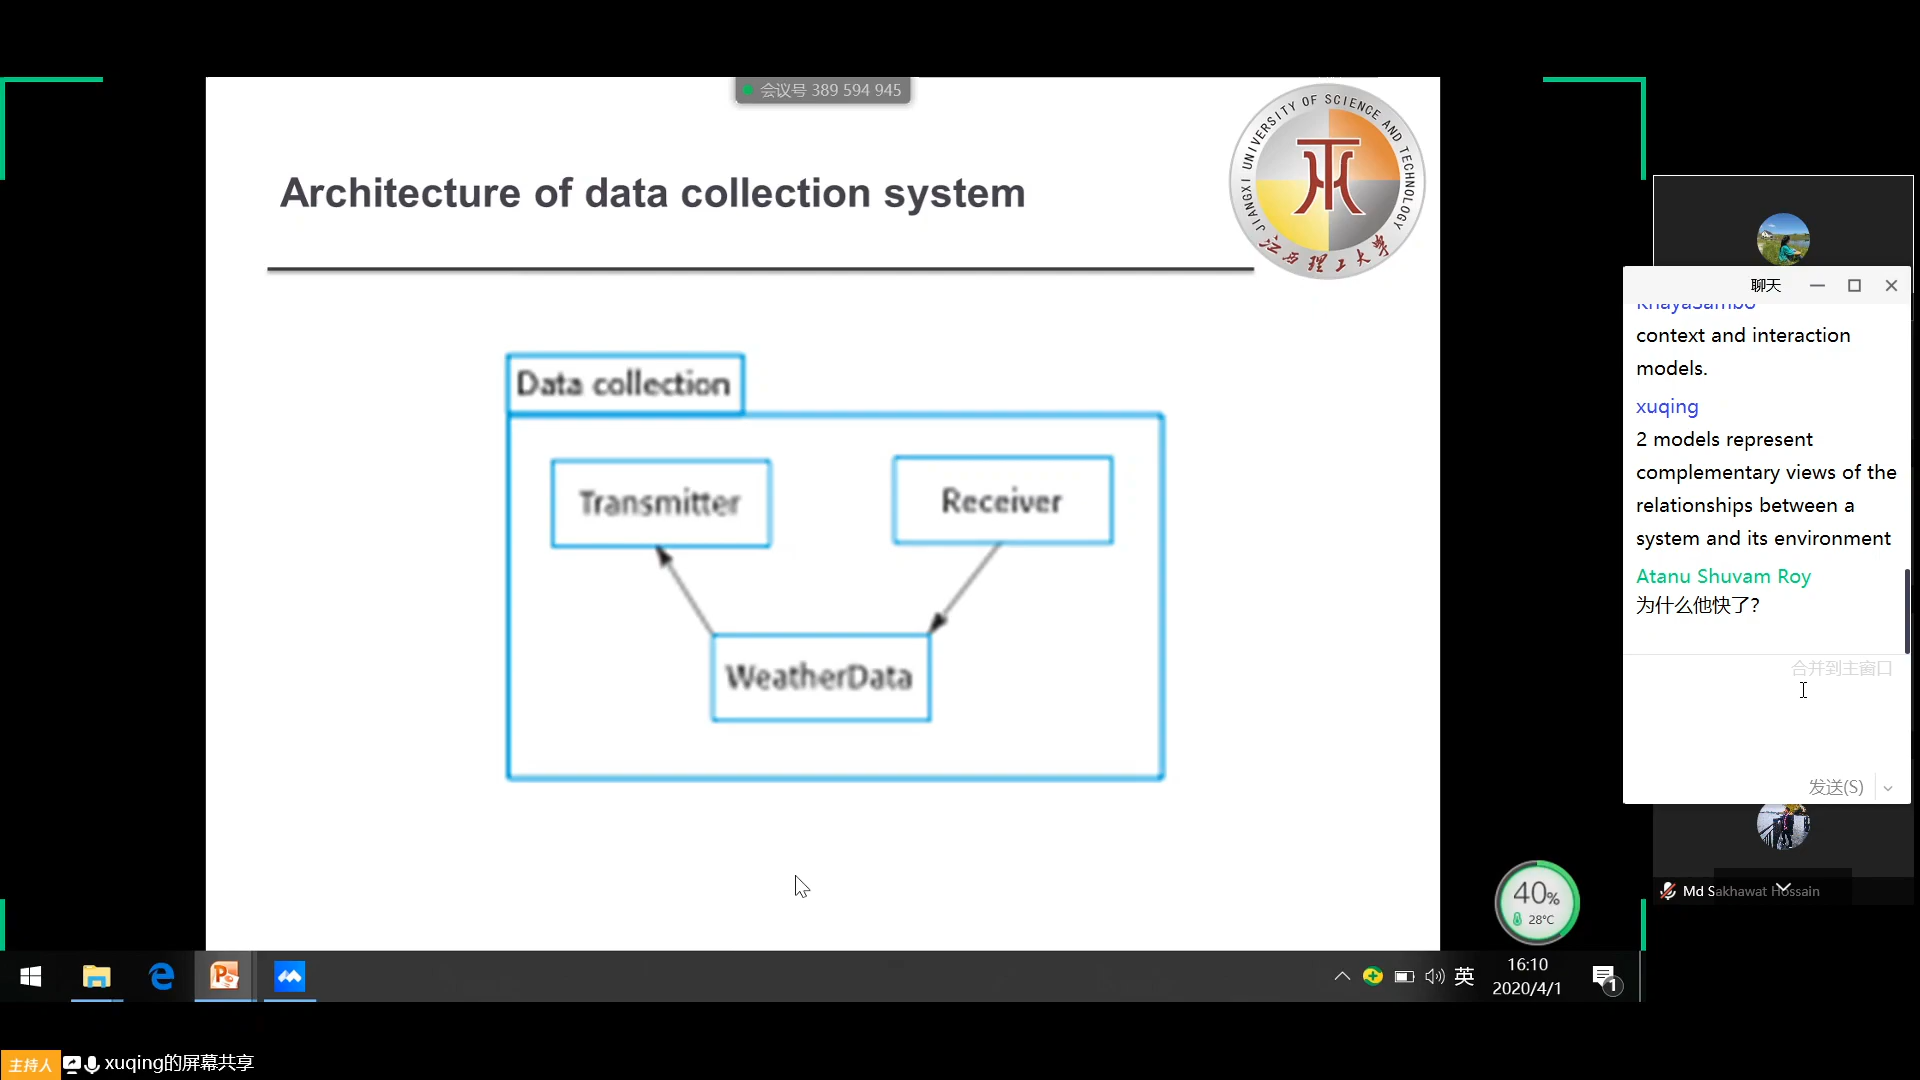 会议号 389 594 945
JIANGXI UNIVERSITY OF SCIENCE AND TECHNOLOGY
江西理工大学
Architecture of data collection system
Data collection
Transmitter
Receiver
WeatherData
聊天
KhayaSambo
context and interaction
models.
xuqing
2 models represent
complementary views of the
relationships between a
system and its environment
Atanu Shuvam Roy
为什么他快了?
合并到主窗口
发送(S)
40%
28°C
Md Sakhawat Hossain
英
16:10
2020/4/1
1
主持人
xuqing的屏幕共享